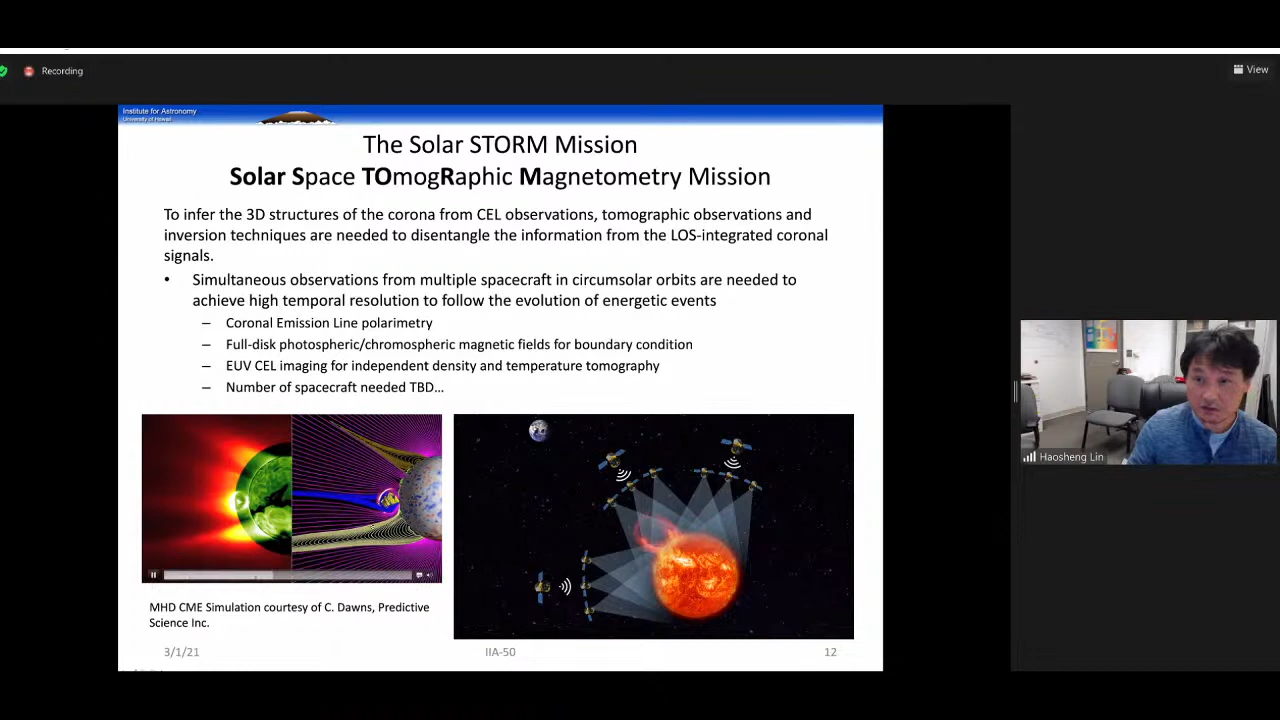 Recording
View
Institute for Astronomy
University of Hawaii
The Solar STORM Mission
Solar Space TOmogRaphic Magnetometry Mission
To infer the 3D structures of the corona from CEL observations, tomographic observations and
inversion techniques are needed to disentangle the information from the LOS-integrated coronal
signals.
• Simultaneous observations from multiple spacecraft in circumsolar orbits are needed to
achieve high temporal resolution to follow the evolution of energetic events
– Coronal Emission Line polarimetry
– Full-disk photospheric/chromospheric magnetic fields for boundary condition
– EUV CEL imaging for independent density and temperature tomography
– Number of spacecraft needed TBD…
Haosheng Lin
MHD CME Simulation courtesy of C. Dawns, Predictive
Science Inc.
3/1/21
IIA-50
12